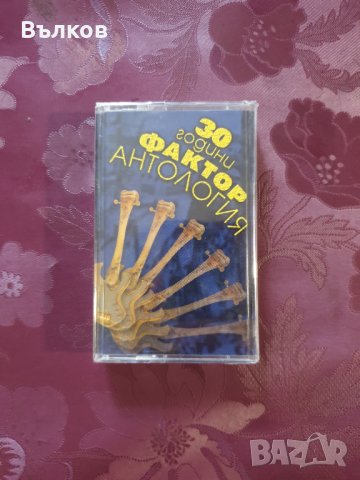 Вълков
30
години
ФАКТОР
АНТОЛОГИЯ
BAZAR